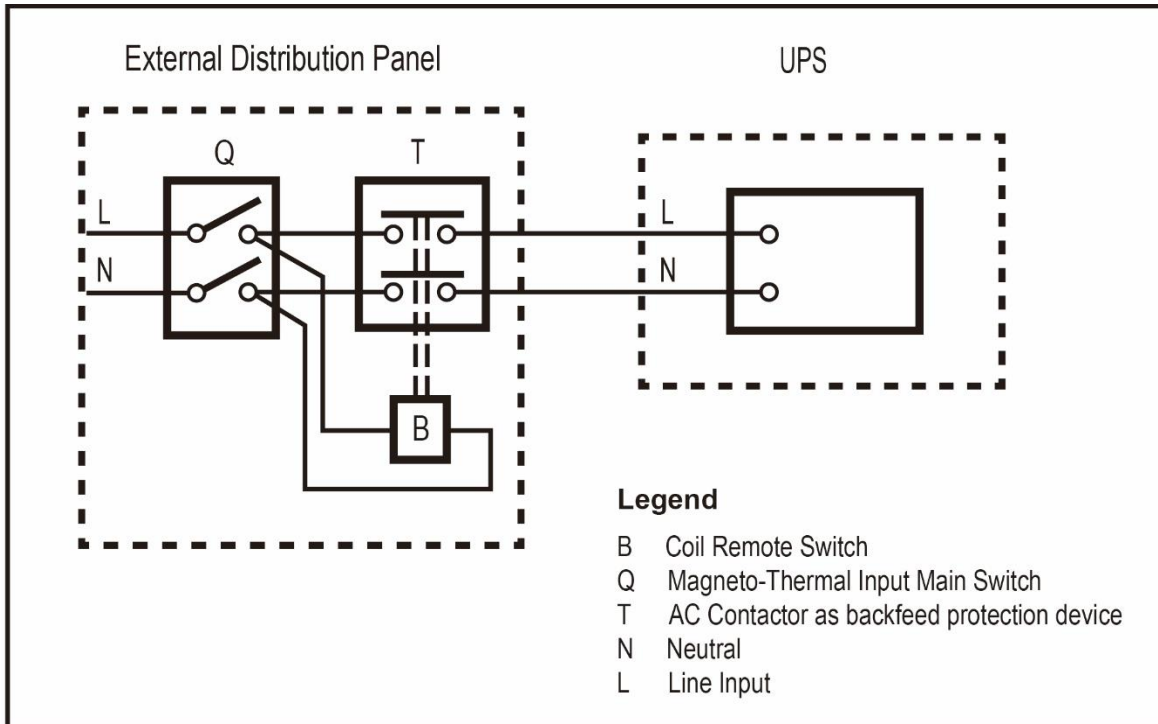 External Distribution Panel
UPS
Q
T
L
N
L
N
B
Legend
B Coil Remote Switch
Q Magneto-Thermal Input Main Switch
T AC Contactor as backfeed protection device
N Neutral
L Line Input